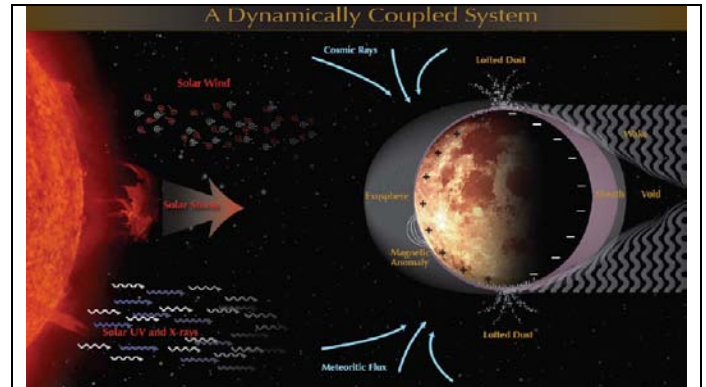 A Dynamically Coupled System
Cosmic Rays
Lofted Dust
Solar Wind
Wake
Exosphere
Sheath
Void
Solar Storm
Magnetic
Anomaly
Solar UV and X-rays
Lofted Dust
Meteoritic Flux